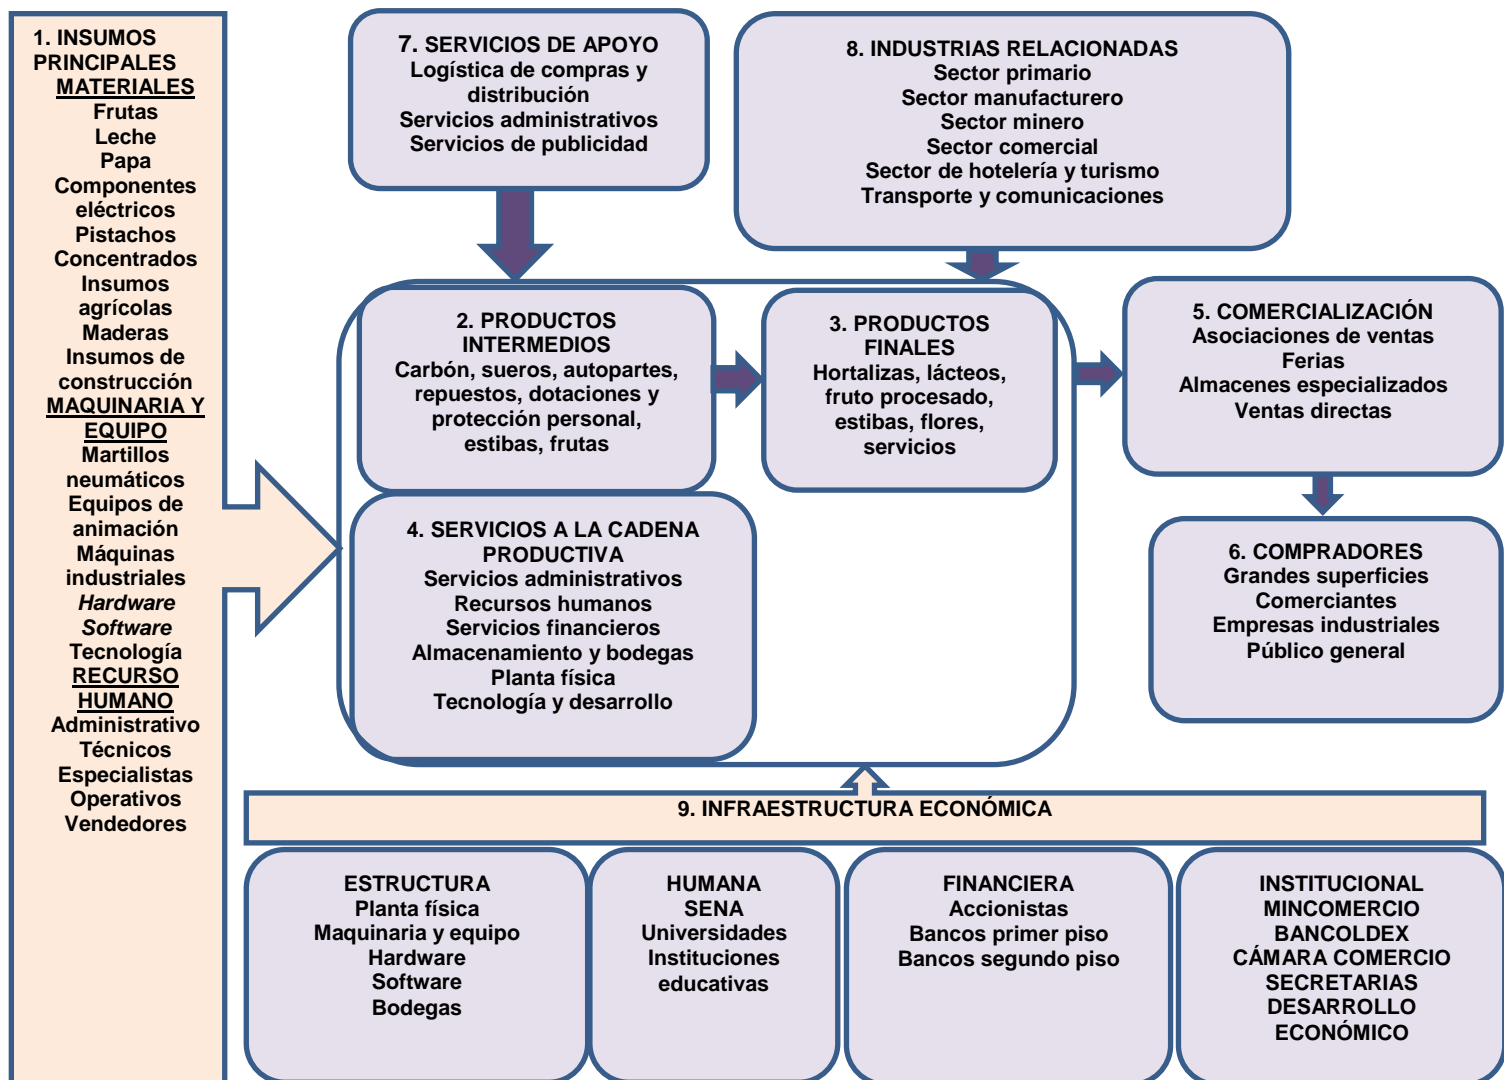 1. INSUMOS
PRINCIPALES
MATERIALES
Frutas
Leche
Papa
Componentes
eléctricos
Pistachos
Concentrados
Insumos
agrícolas
Maderas
Insumos de
construcción
MAQUINARIA Y
EQUIPO
Martillos
neumáticos
Equipos de
animación
Máquinas
industriales
Hardware
Software
Tecnología
RECURSO
HUMANO
Administrativo
Técnicos
Especialistas
Operativos
Vendedores
7. SERVICIOS DE APOYO
Logística de compras y
distribución
Servicios administrativos
Servicios de publicidad
8. INDUSTRIAS RELACIONADAS
Sector primario
Sector manufacturero
Sector minero
Sector comercial
Sector de hotelería y turismo
Transporte y comunicaciones
2. PRODUCTOS
INTERMEDIOS
Carbón, sueros, autopartes,
repuestos, dotaciones y
protección personal,
estibas, frutas
3. PRODUCTOS
FINALES
Hortalizas, lácteos,
fruto procesado,
estibas, flores,
servicios
4. SERVICIOS A LA CADENA
PRODUCTIVA
Servicios administrativos
Recursos humanos
Servicios financieros
Almacenamiento y bodegas
Planta física
Tecnología y desarrollo
5. COMERCIALIZACIÓN
Asociaciones de ventas
Ferias
Almacenes especializados
Ventas directas
6. COMPRADORES
Grandes superficies
Comerciantes
Empresas industriales
Público general
9. INFRAESTRUCTURA ECONÓMICA
ESTRUCTURA
Planta física
Maquinaria y equipo
Hardware
Software
Bodegas
HUMANA
SENA
Universidades
Instituciones
educativas
FINANCIERA
Accionistas
Bancos primer piso
Bancos segundo piso
INSTITUCIONAL
MINCOMERCIO
BANCOLDEX
CÁMARA COMERCIO
SECRETARIAS
DESARROLLO
ECONÓMICO